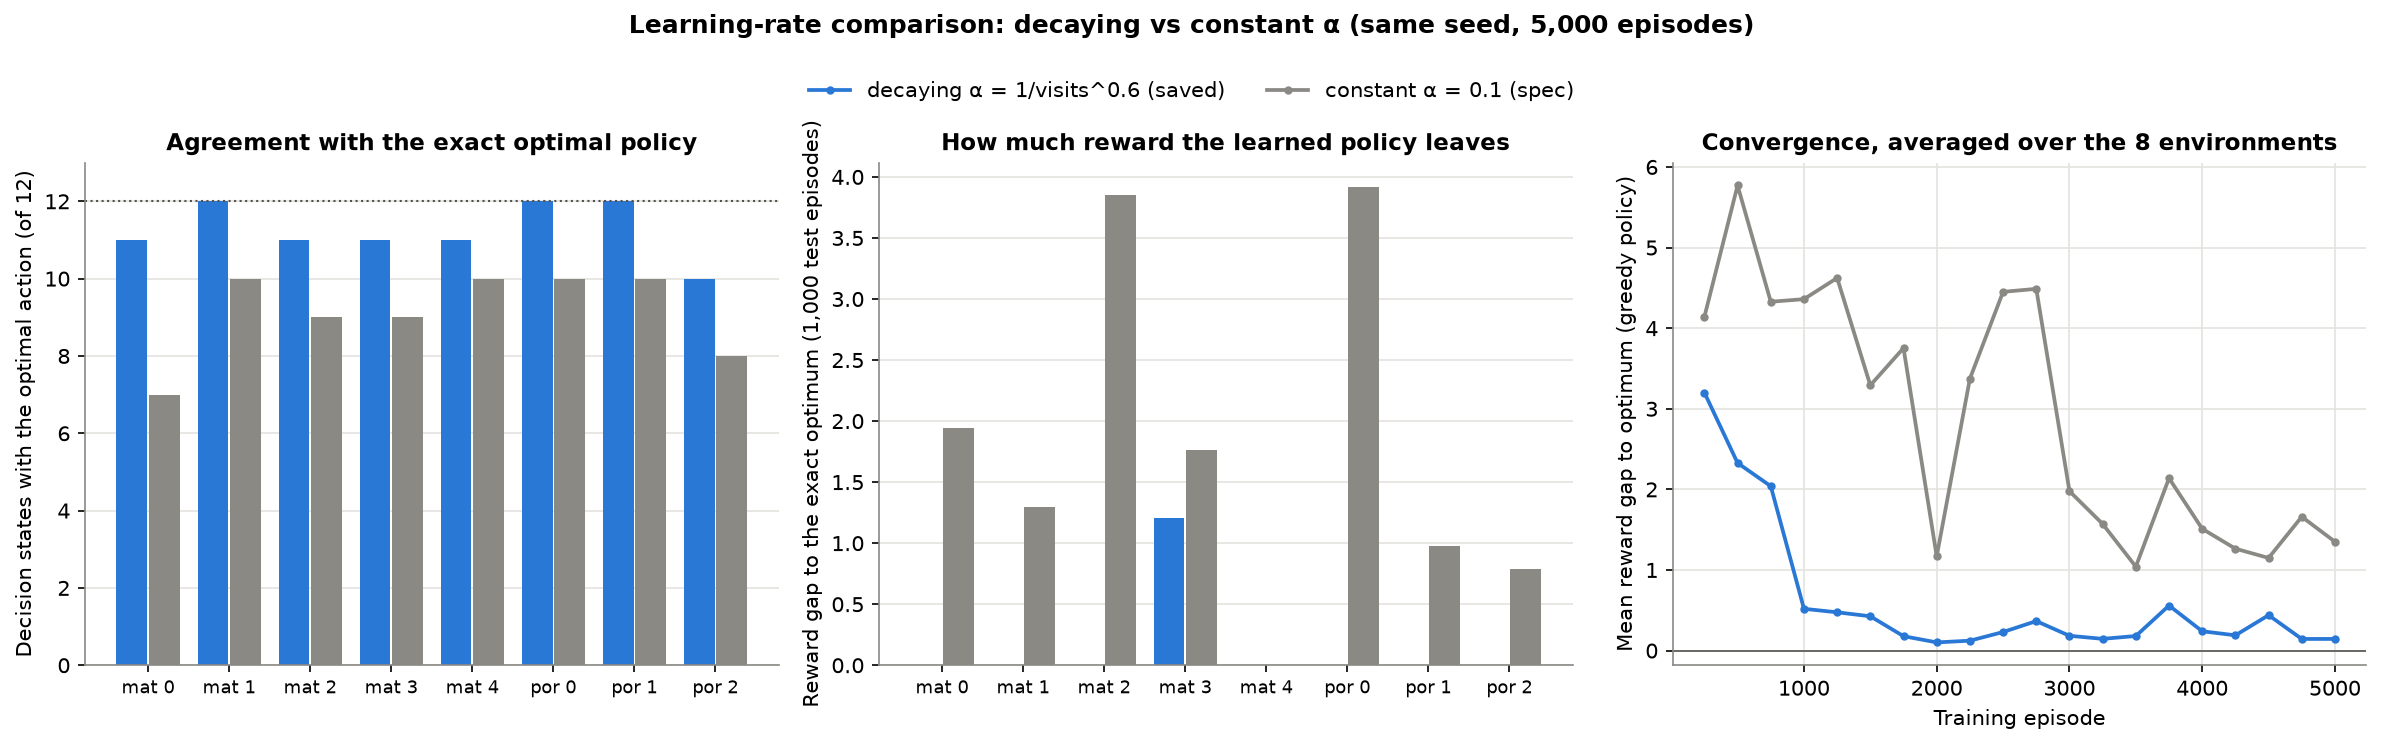 Learning-rate comparison: decaying vs constant α (same seed, 5,000 episodes)
decaying α = 1/visits^0.6 (saved)
constant α = 0.1 (spec)
Agreement with the exact optimal policy
Decision states with the optimal action (of 12)
12
10
8
6
4
2
0
mat 0
mat 1
mat 2
mat 3
mat 4
por 0
por 1
por 2
How much reward the learned policy leaves
Reward gap to the exact optimum (1,000 test episodes)
4.0
3.5
3.0
2.5
2.0
1.5
1.0
0.5
0.0
mat 0
mat 1
mat 2
mat 3
mat 4
por 0
por 1
por 2
Convergence, averaged over the 8 environments
Mean reward gap to optimum (greedy policy)
6
5
4
3
2
1
0
1000
2000
3000
4000
5000
Training episode